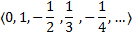 ⟨0, 1, -1/2, 1/3, -1/4, …⟩